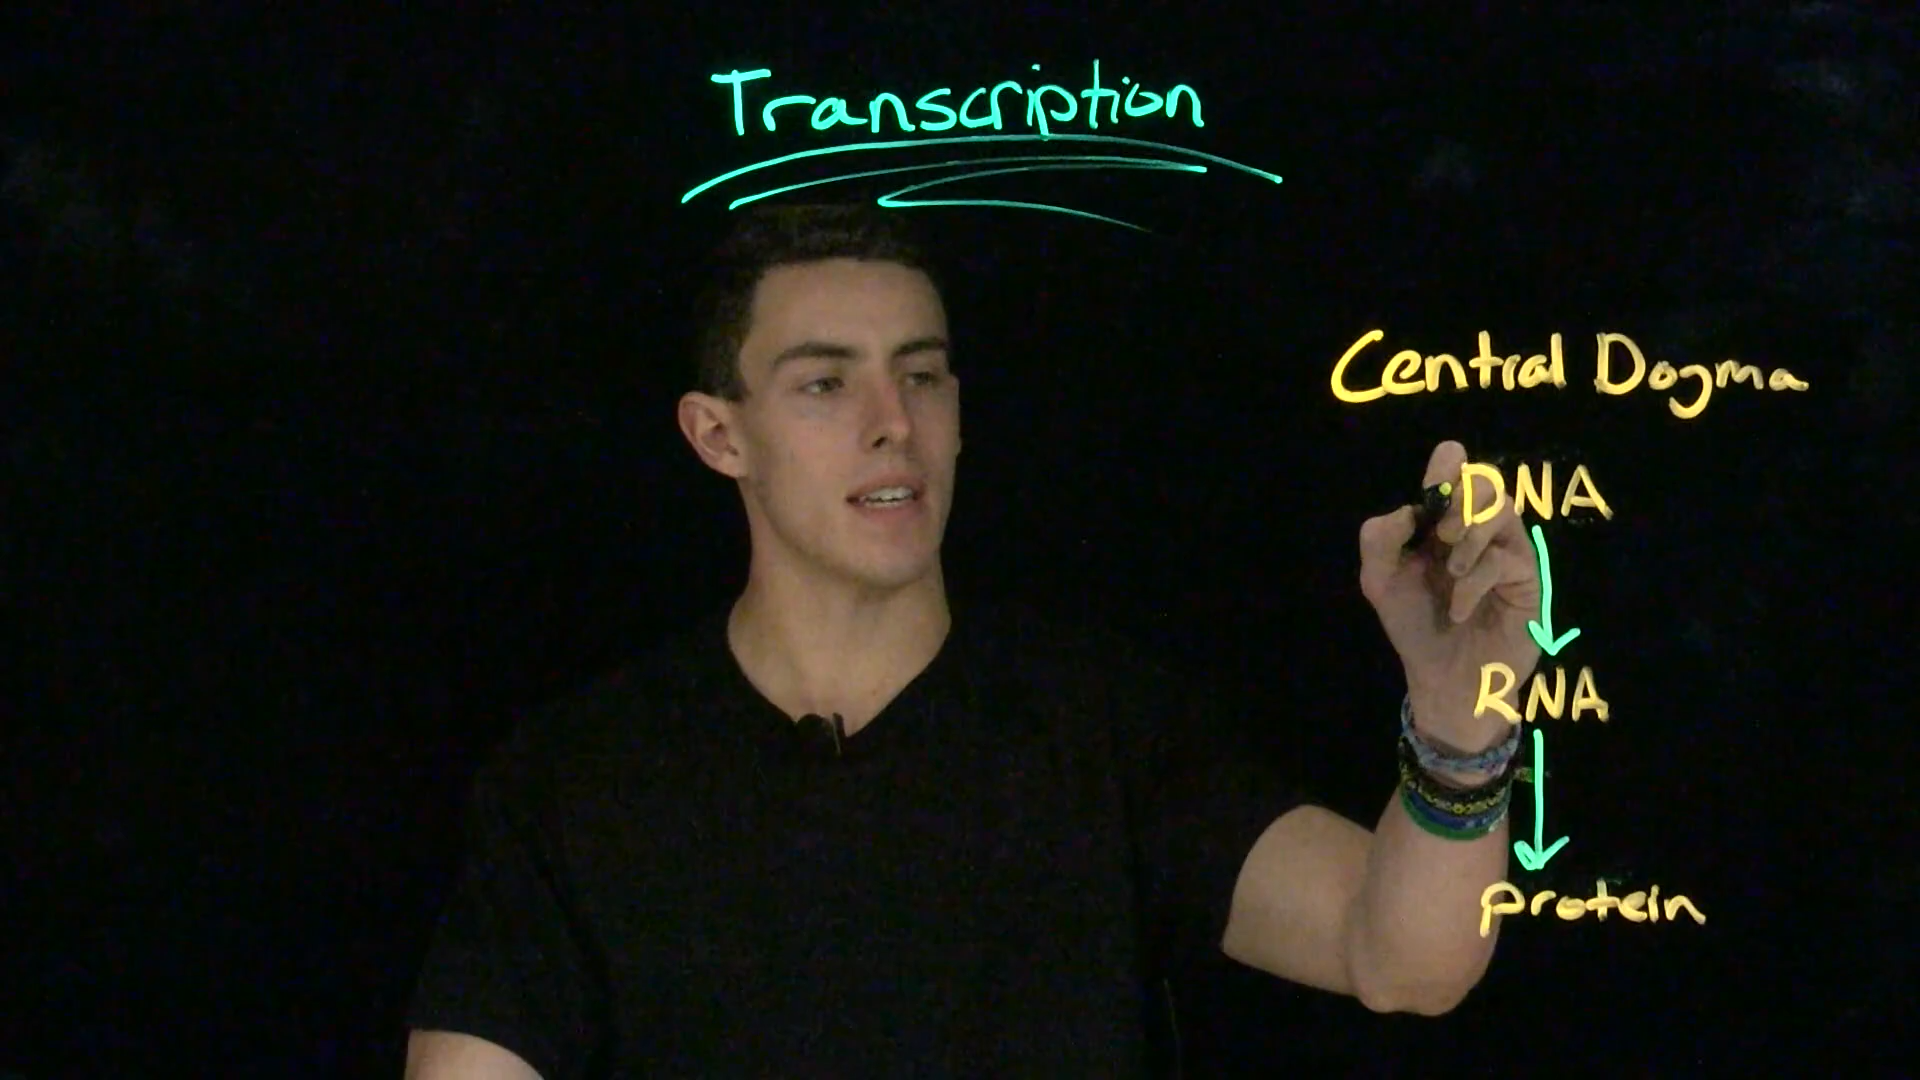 Transcription
Central Dogma
DNA
RNA
protein